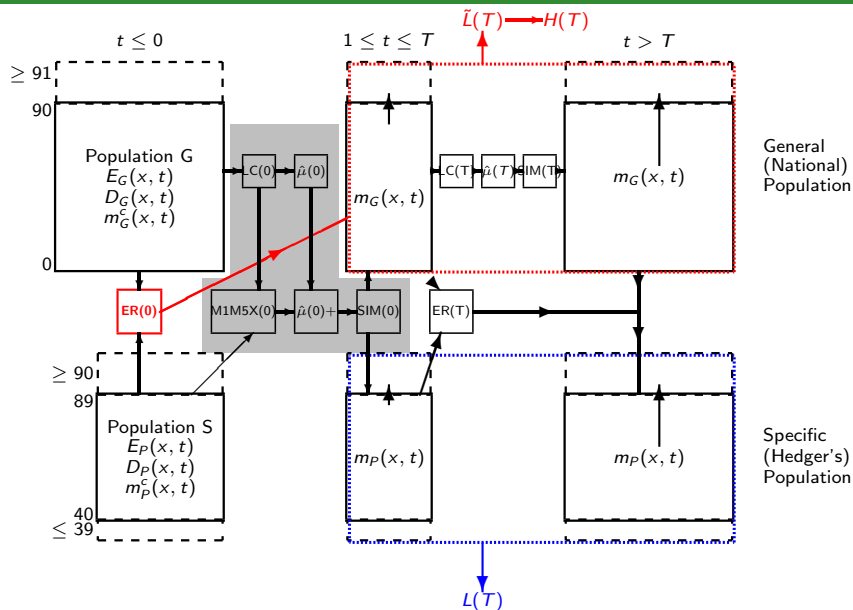 L̃(T) H(T)
t ≤ 0
1 ≤ t ≤ T
t > T
≥ 91
90
0
Population G
E_G(x, t)
D_G(x, t)
m^c_G(x, t)
LC(0)
μ̂(0)
m_G(x, t)
LC(T)
μ̂(T)
SIM(T)
m_G(x, t)
General
(National)
Population
ER(0)
M1M5X(0)
μ̂(0)+
SIM(0)
ER(T)
≥ 90
89
40
≤ 39
Population S
E_P(x, t)
D_P(x, t)
m^c_P(x, t)
m_P(x, t)
m_P(x, t)
Specific
(Hedger's)
Population
L(T)